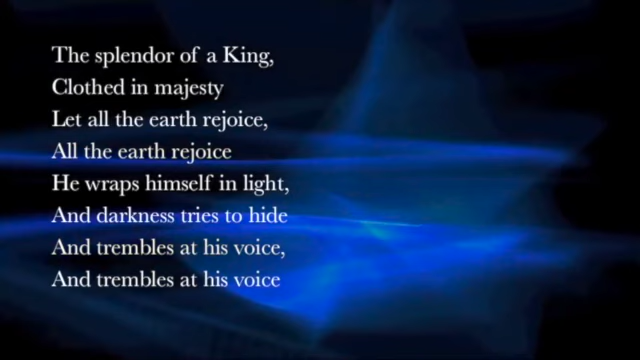 The splendor of a King,
Clothed in majesty
Let all the earth rejoice,
All the earth rejoice
He wraps himself in light,
And darkness tries to hide
And trembles at his voice,
And trembles at his voice